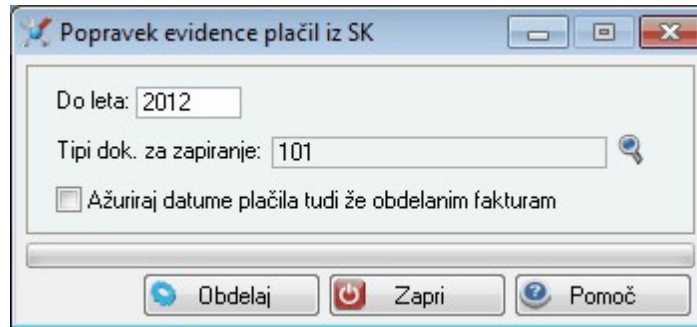 Popravek evidence plačil iz SK
Do leta: 2012
Tipi dok. za zapiranje: 101
Ažuriraj datume plačila tudi že obdelanim fakturam
Obdelaj Zapri Pomoč